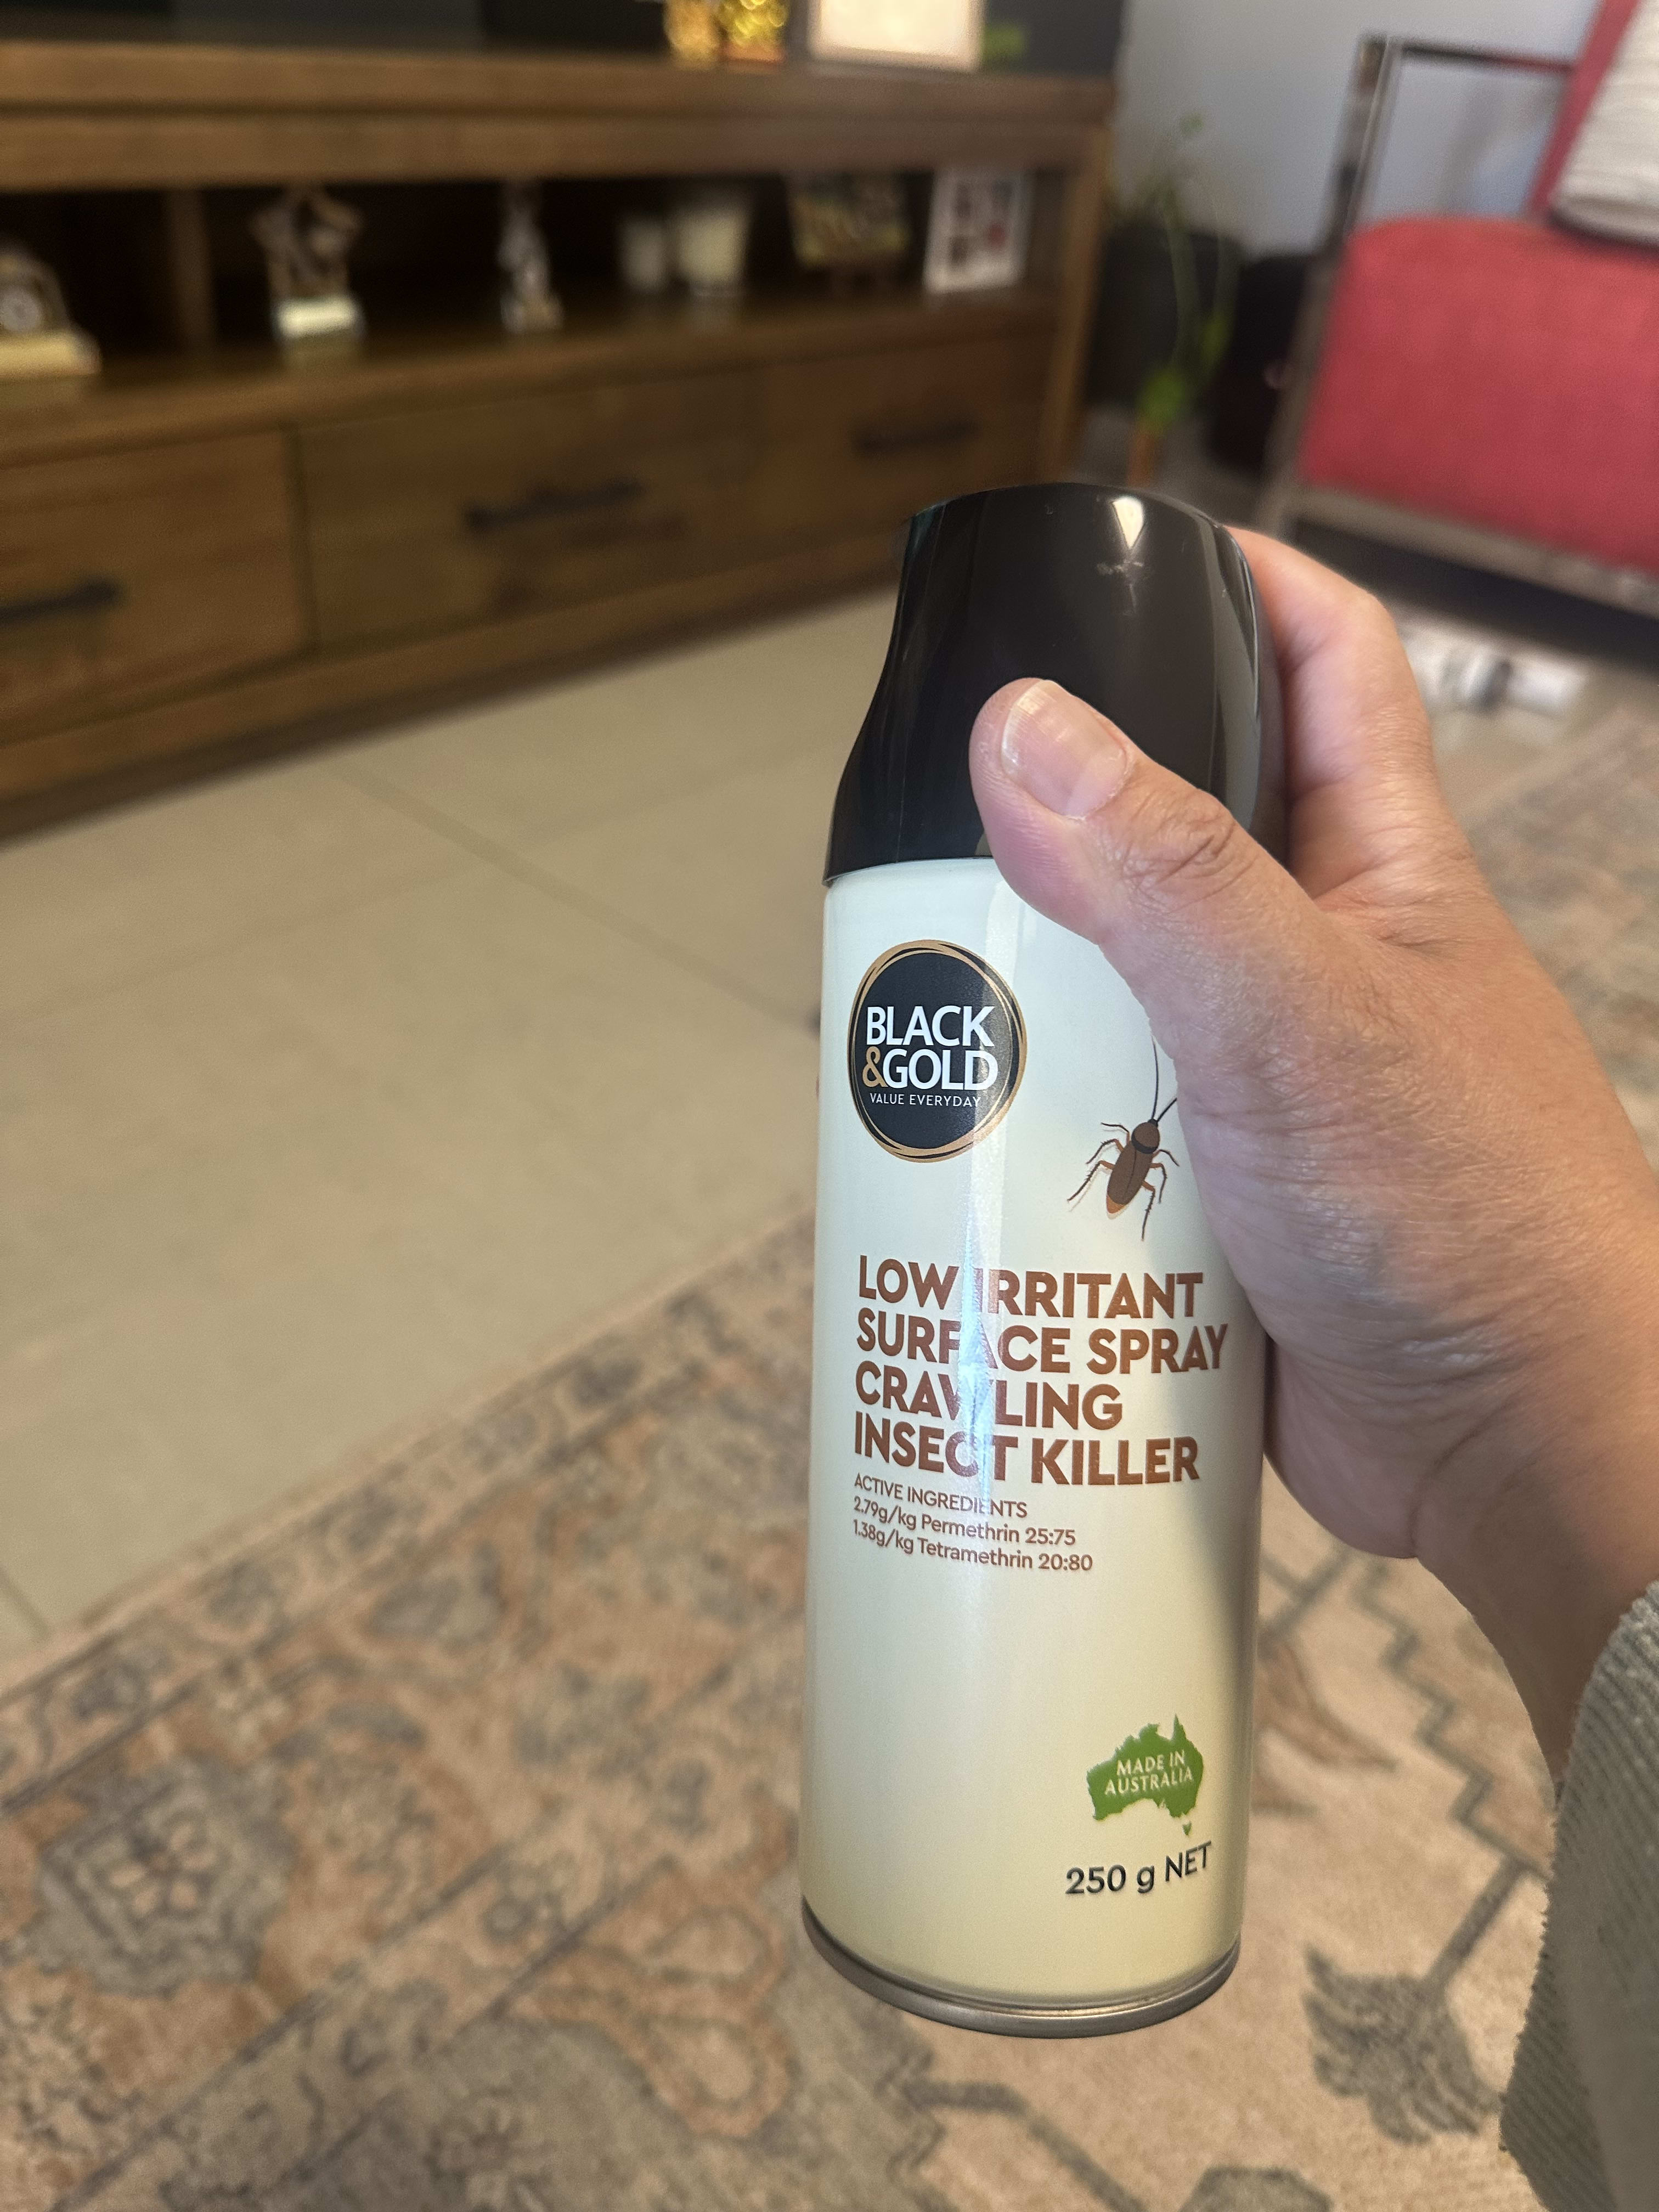 BLACK
&GOLD
VALUE EVERYDAY
LOW IRRITANT
SURFACE SPRAY
CRAWLING
INSECT KILLER
ACTIVE INGREDIENTS
2.79g/kg Permethrin 25:75
1.38g/kg Tetramethrin 20:80
MADE IN
AUSTRALIA
250 g NET